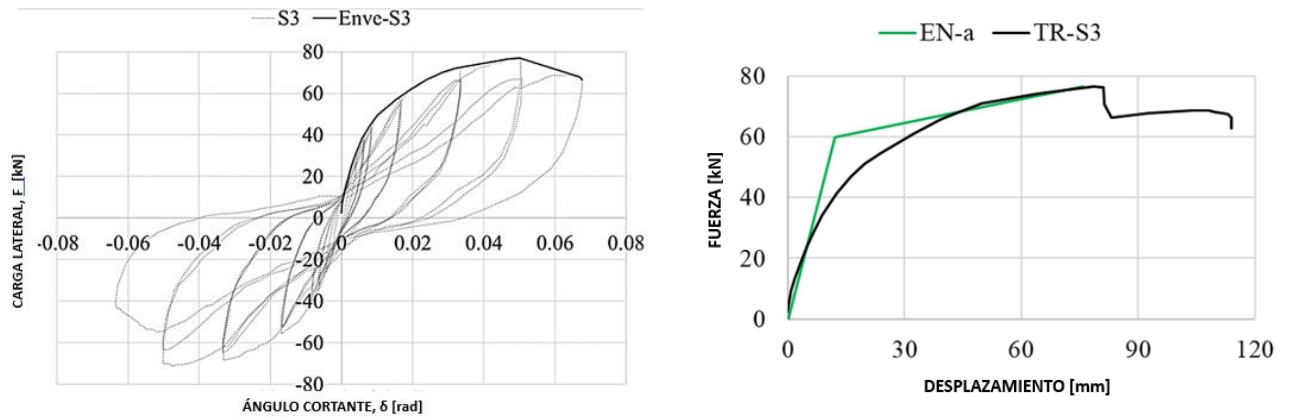 S3 Enve-S3
80
60
40
20
0
-20
-40
-60
-80
-0.08 -0.06 -0.04 -0.02 0 0.02 0.04 0.06 0.08
CARGA LATERAL, F [kN]
ÁNGULO CORTANTE, δ [rad]
EN-a TR-S3
80
60
40
20
0
0 30 60 90 120
FUERZA [kN]
DESPLAZAMIENTO [mm]